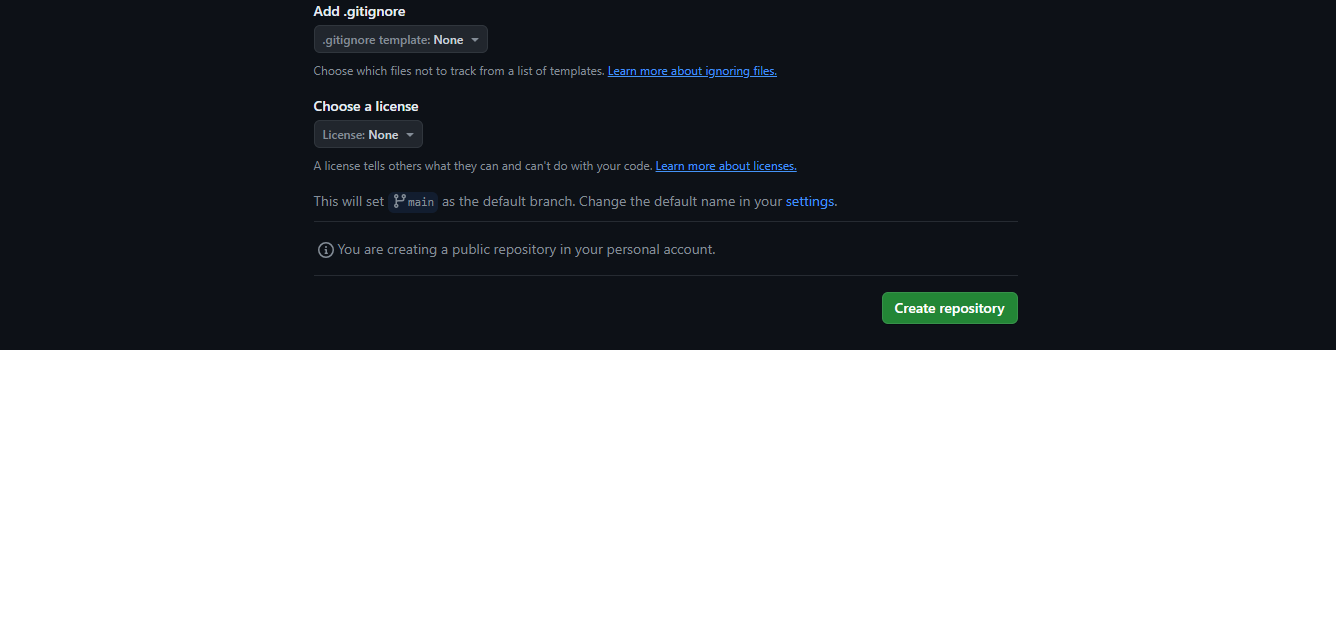 Add .gitignore
.gitignore template: None
Choose which files not to track from a list of templates. Learn more about ignoring files.
Choose a license
License: None
A license tells others what they can and can't do with your code. Learn more about licenses.
This will set main as the default branch. Change the default name in your settings.
You are creating a public repository in your personal account.
Create repository